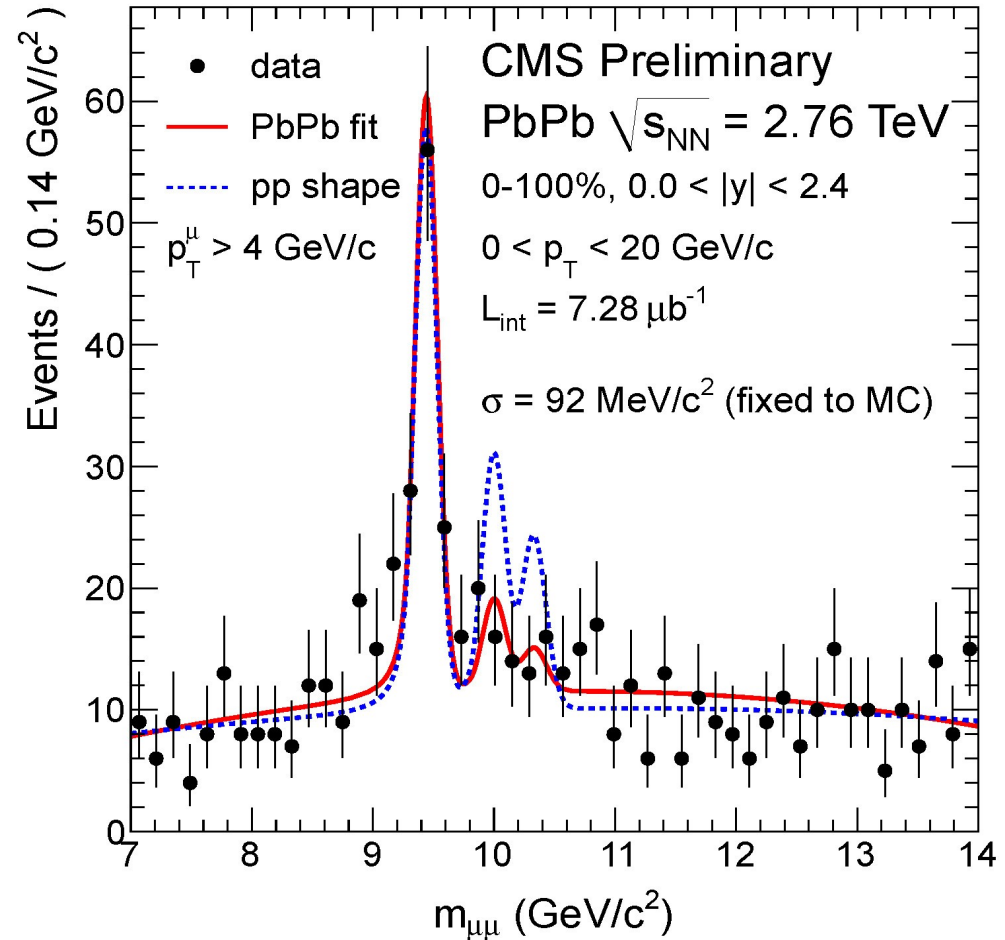 Events / ( 0.14 GeV/c²)
60
50
40
30
20
10
0
data
PbPb fit
pp shape
p_T^μ > 4 GeV/c
CMS Preliminary
PbPb √s_NN = 2.76 TeV
0-100%, 0.0 < |y| < 2.4
0 < p_T < 20 GeV/c
L_int = 7.28 μb⁻¹
σ = 92 MeV/c² (fixed to MC)
7 8 9 10 11 12 13 14
m_μμ (GeV/c²)